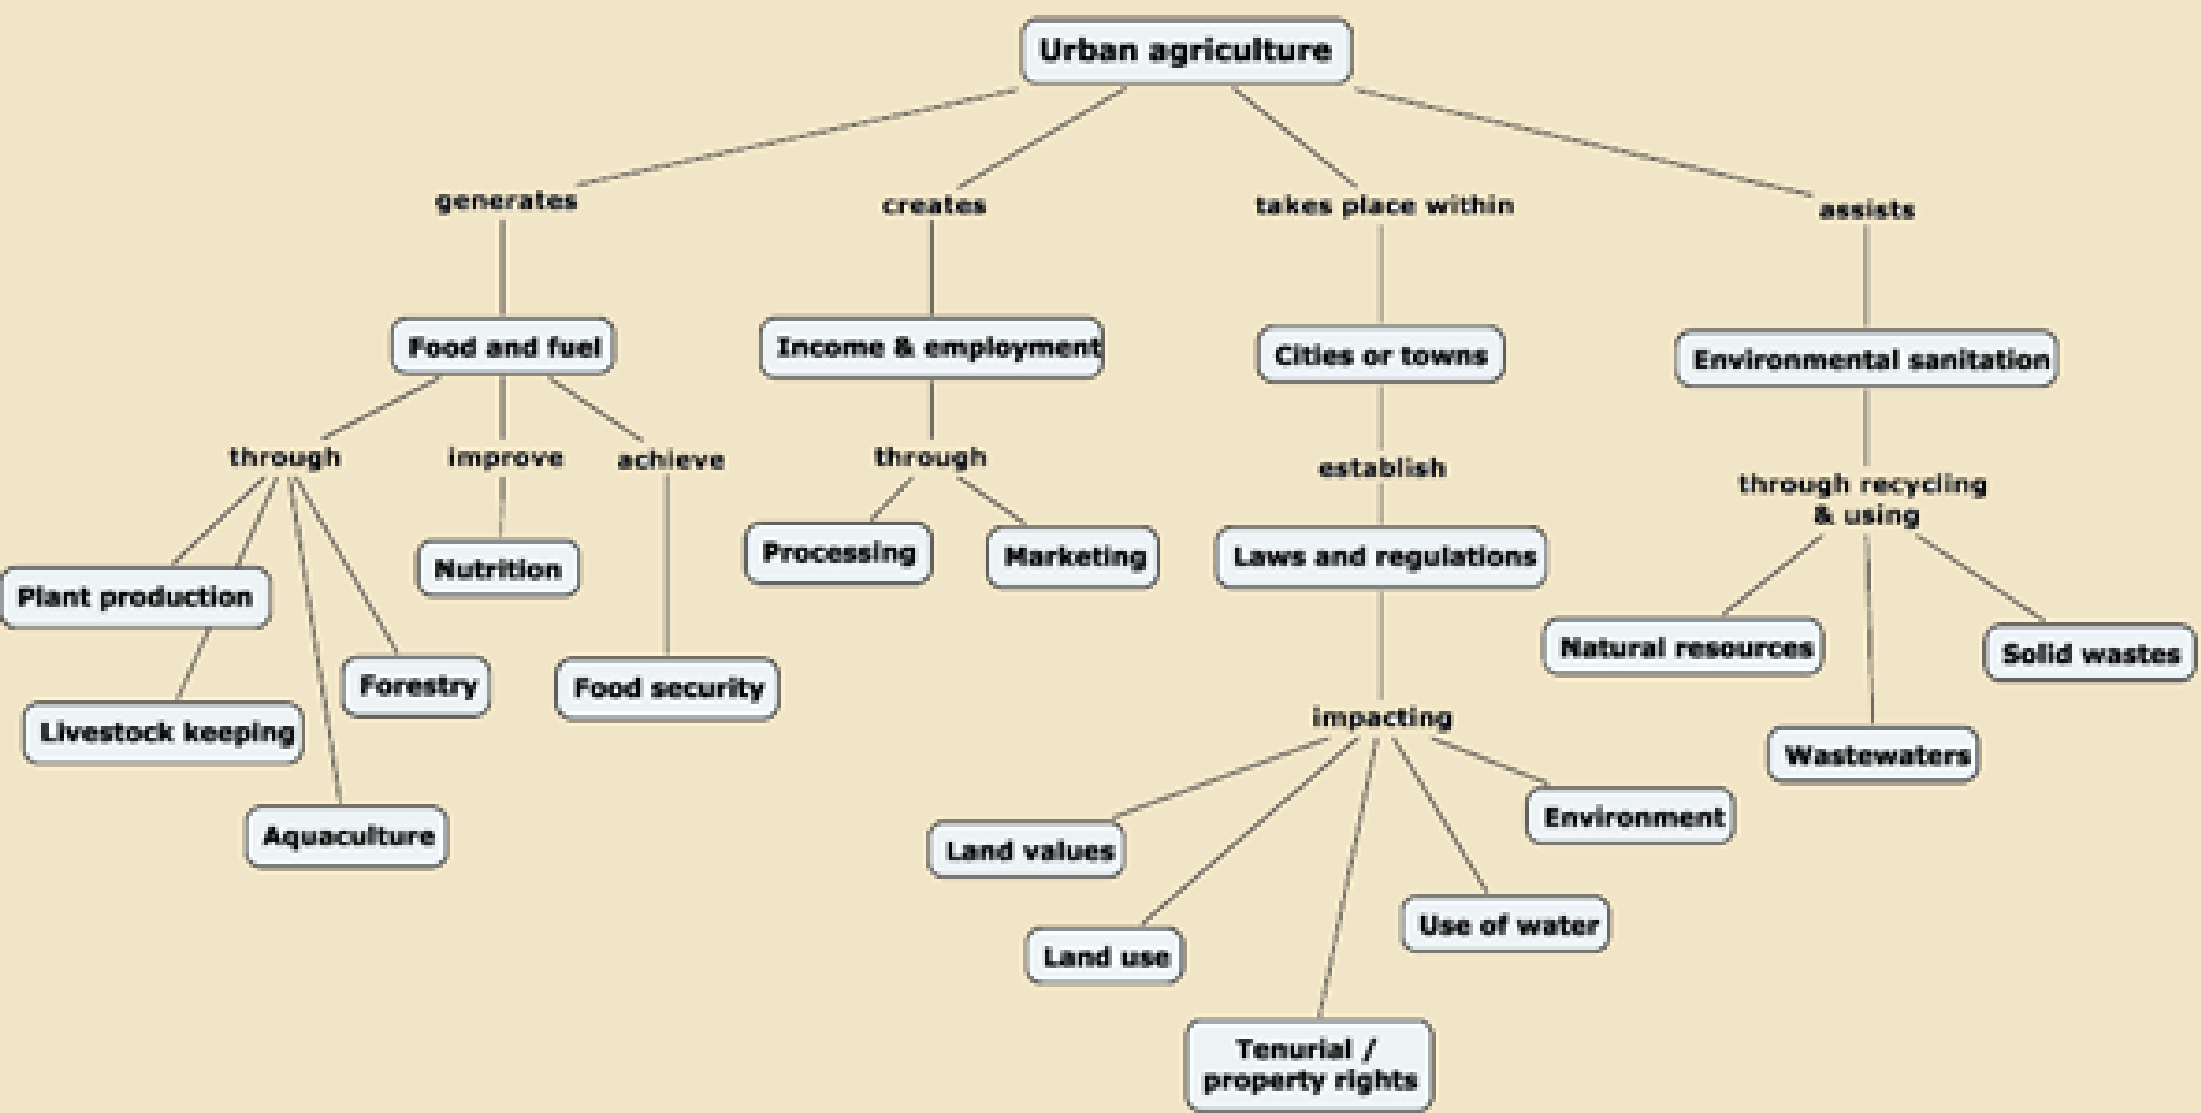 Urban agriculture
generates
creates
takes place within
assists
Food and fuel
Income & employment
Cities or towns
Environmental sanitation
through
improve
achieve
through
establish
through recycling
& using
Plant production
Nutrition
Processing
Marketing
Laws and regulations
Natural resources
Solid wastes
Livestock keeping
Forestry
Food security
impacting
Wastewaters
Aquaculture
Land values
Environment
Land use
Use of water
Tenurial /
property rights